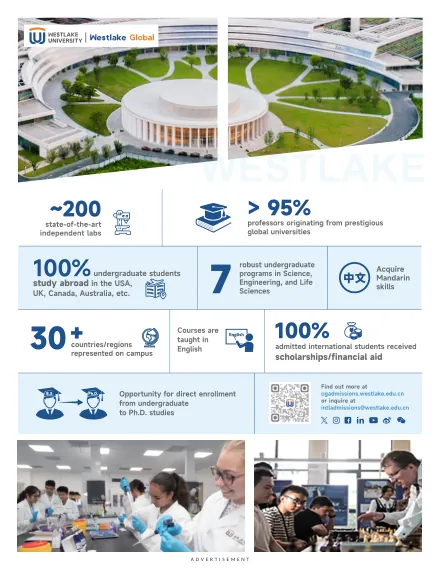 WESTLAKE
UNIVERSITY
Westlake Global
WESTLAKE
~200
state-of-the-art
independent labs
> 95%
professors originating from prestigious
global universities
100% undergraduate students
study abroad in the USA,
UK, Canada, Australia, etc.
7
robust undergraduate
programs in Science,
Engineering, and Life
Sciences
中文
Acquire
Mandarin
skills
30+
countries/regions
represented on campus
Courses are
taught in
English
English
100%
admitted international students received
scholarships/financial aid
B.S.
Ph.D.
Opportunity for direct enrollment
from undergraduate
to Ph.D. studies
Find out more at
ugadmissions.westlake.edu.cn
or inquire at
intladmissions@westlake.edu.cn
ADVERTISEMENT